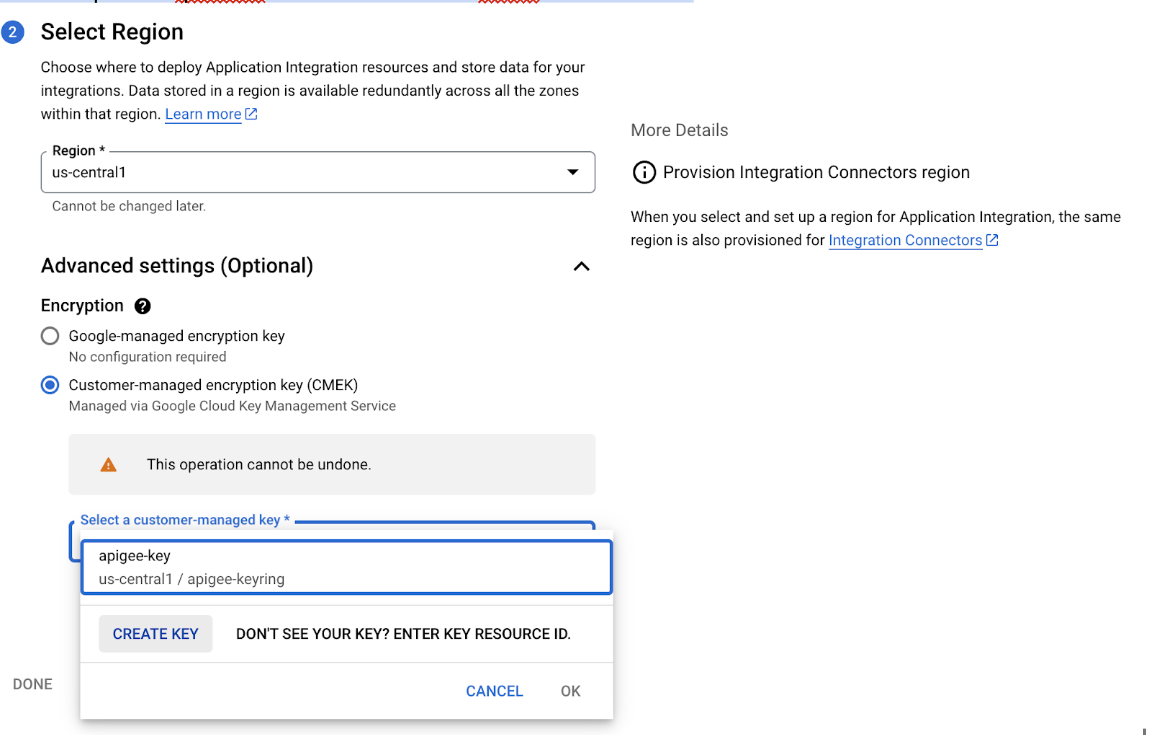 2 Select Region
Choose where to deploy Application Integration resources and store data for your
integrations. Data stored in a region is available redundantly across all the zones
within that region. Learn more
Region *
us-central1
Cannot be changed later.
More Details
Provision Integration Connectors region
When you select and set up a region for Application Integration, the same
region is also provisioned for Integration Connectors
Advanced settings (Optional)
Encryption ?
Google-managed encryption key
No configuration required
Customer-managed encryption key (CMEK)
Managed via Google Cloud Key Management Service
This operation cannot be undone.
Select a customer-managed key *
apigee-key
us-central1 / apigee-keyring
CREATE KEY DON'T SEE YOUR KEY? ENTER KEY RESOURCE ID.
CANCEL OK
DONE